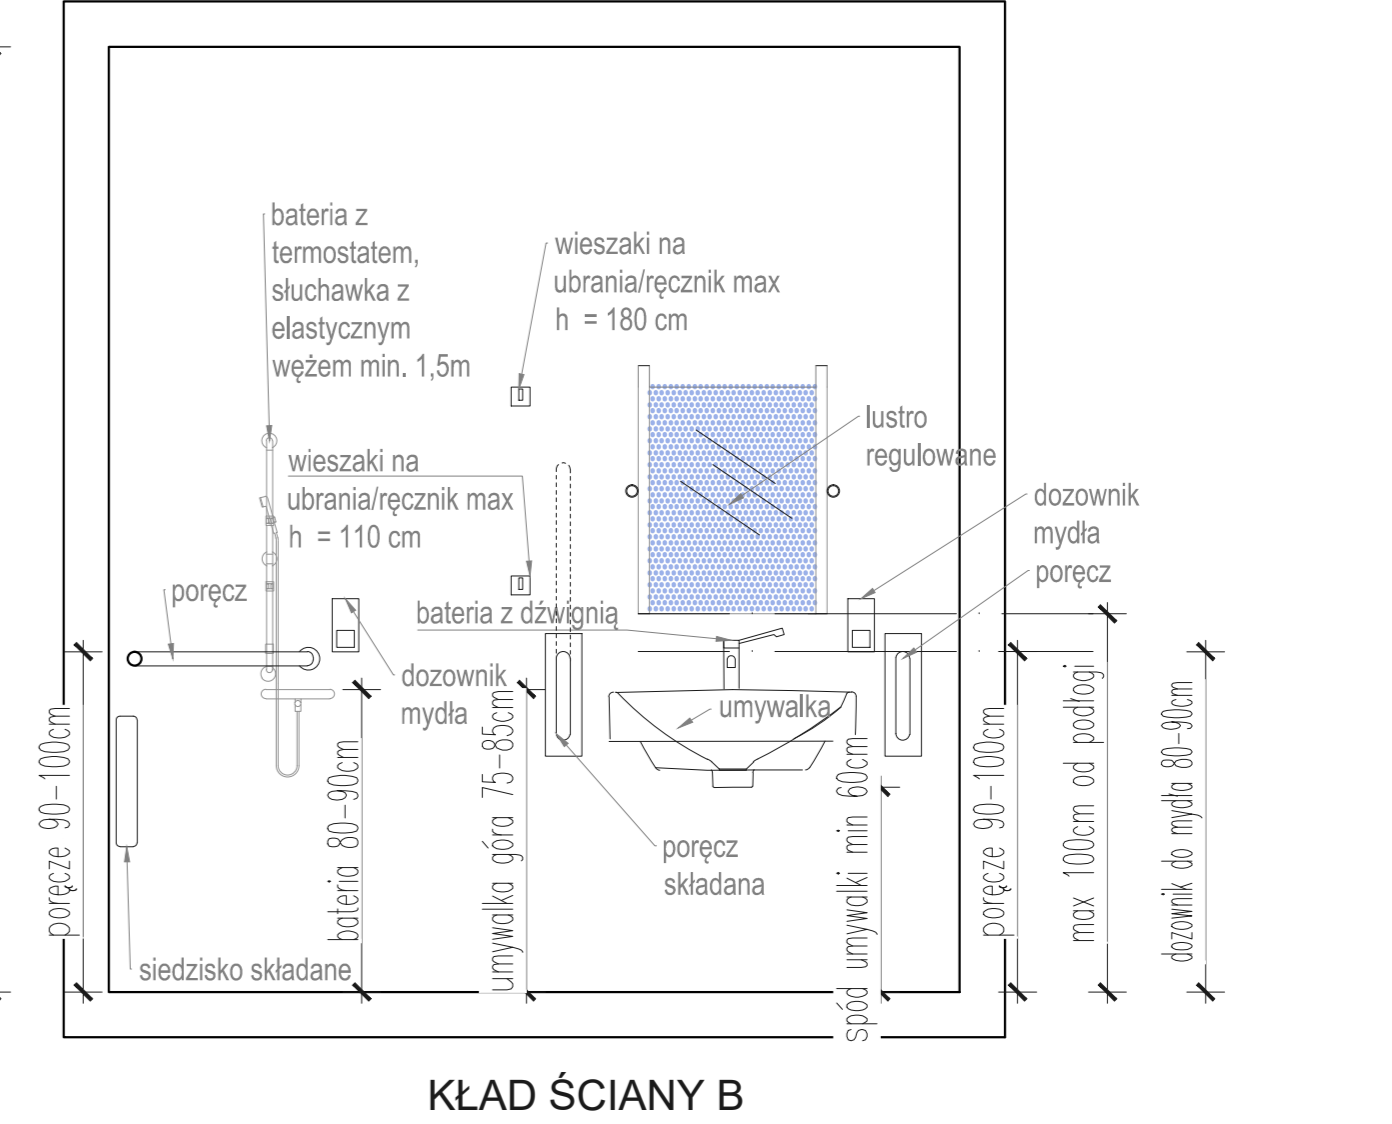 bateria z
termostatem,
słuchawka z
elastycznym
wężem min. 1,5m
wieszaki na
ubrania/ręcznik max
h = 180 cm
lustro
regulowane
wieszaki na
ubrania/ręcznik max
h = 110 cm
dozownik
mydła
poręcz
poręcz
bateria z dźwignią
dozownik
mydła
umywalka
poręcz
składana
siedzisko składane
poręcze 90-100cm
bateria 80-90cm
umywalka góra 75-85cm
spód umywalki min 60cm
poręcze 90-100cm
max 100cm od podłogi
dozownik do mydła 80-90cm
KŁAD ŚCIANY B